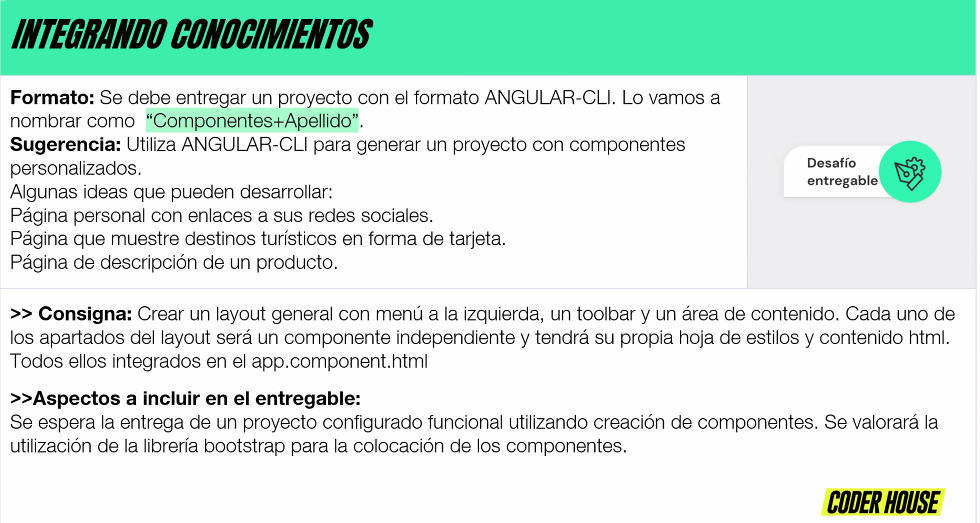 INTEGRANDO CONOCIMIENTOS
Formato: Se debe entregar un proyecto con el formato ANGULAR-CLI. Lo vamos a
nombrar como “Componentes+Apellido”.
Sugerencia: Utiliza ANGULAR-CLI para generar un proyecto con componentes
personalizados.
Algunas ideas que pueden desarrollar:
Página personal con enlaces a sus redes sociales.
Página que muestre destinos turísticos en forma de tarjeta.
Página de descripción de un producto.
Desafío
entregable
>> Consigna: Crear un layout general con menú a la izquierda, un toolbar y un área de contenido. Cada uno de
los apartados del layout será un componente independiente y tendrá su propia hoja de estilos y contenido html.
Todos ellos integrados en el app.component.html
>>Aspectos a incluir en el entregable:
Se espera la entrega de un proyecto configurado funcional utilizando creación de componentes. Se valorará la
utilización de la librería bootstrap para la colocación de los componentes.
CODER HOUSE